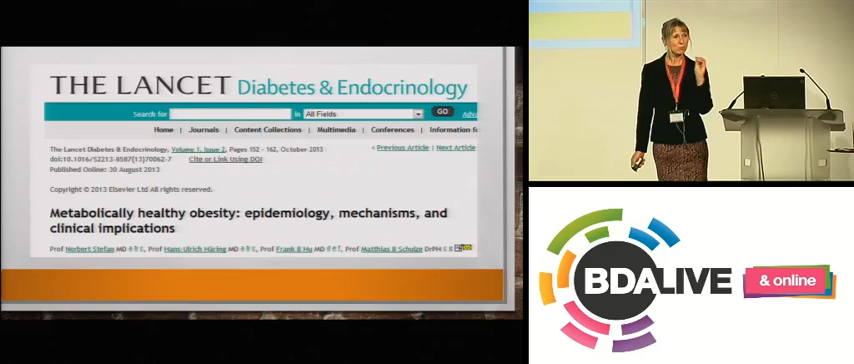 THE LANCET Diabetes & Endocrinology
Search for in All Fields GO Adva
Home | Journals | Content Collections | Multimedia | Conferences | Information fo
The Lancet Diabetes & Endocrinology, Volume 1, Issue 2, Pages 152 - 162, October 2013
< Previous Article | Next Article
doi:10.1016/S2213-8587(13)70062-7 Cite or Link Using DOI
Published Online: 30 August 2013
Copyright © 2013 Elsevier Ltd All rights reserved.
Metabolically healthy obesity: epidemiology, mechanisms, and
clinical implications
Prof Norbert Stefan MD, Prof Hans-Ulrich Häring MD, Prof Frank B Hu MD, Prof Matthias B Schulze DrPH
BDALIVE & online